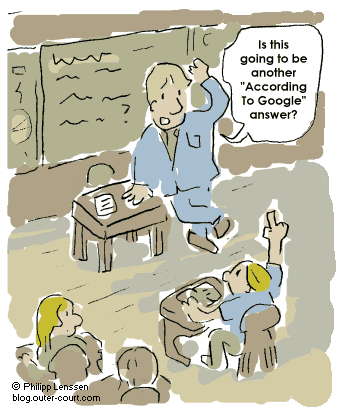 Is this
going to be
another
"According
To Google"
answer?
?
© Philipp Lenssen
blog.outer-court.com